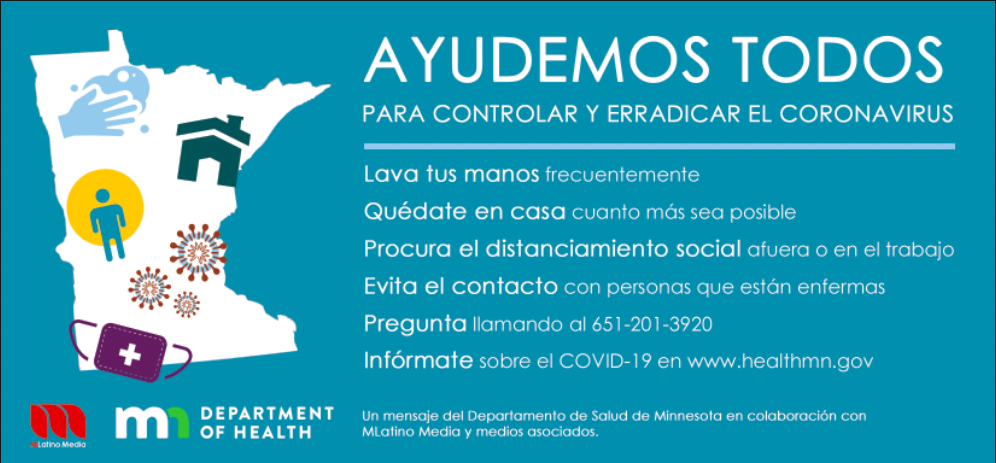 AYUDEMOS TODOS
PARA CONTROLAR Y ERRADICAR EL CORONAVIRUS
Lava tus manos frecuentemente
Quédate en casa cuanto más sea posible
Procura el distanciamiento social afuera o en el trabajo
Evita el contacto con personas que están enfermas
Pregunta llamando al 651-201-3920
Infórmate sobre el COVID-19 en www.healthmn.gov
MLatino Media
mn DEPARTMENT
OF HEALTH
Un mensaje del Departamento de Salud de Minnesota en colaboración con
MLatino Media y medios asociados.